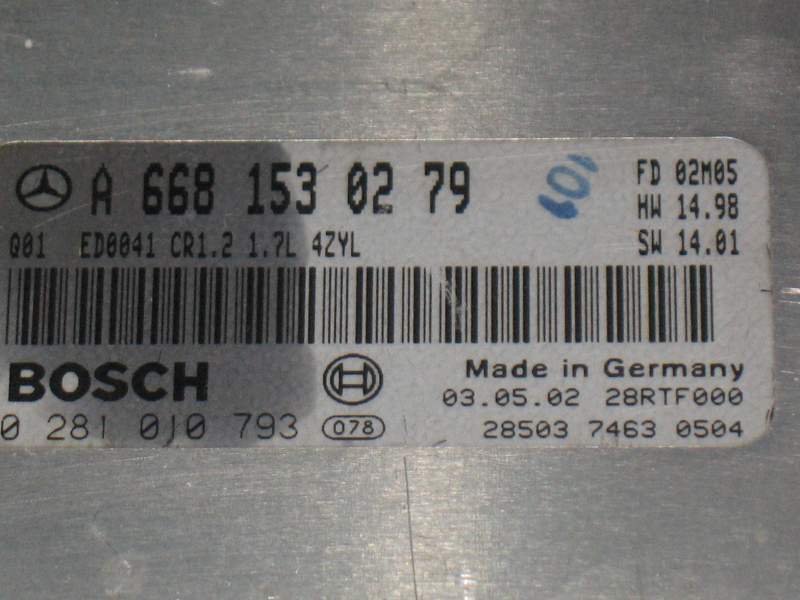 A 668 153 02 79
FD 02M05
HW 14.98
Q01 ED0041 CR1.2 1.7L 4ZYL
SW 14.01
BOSCH
Made in Germany
03.05.02 28RTF000
0 281 010 793 078
28503 7463 0504